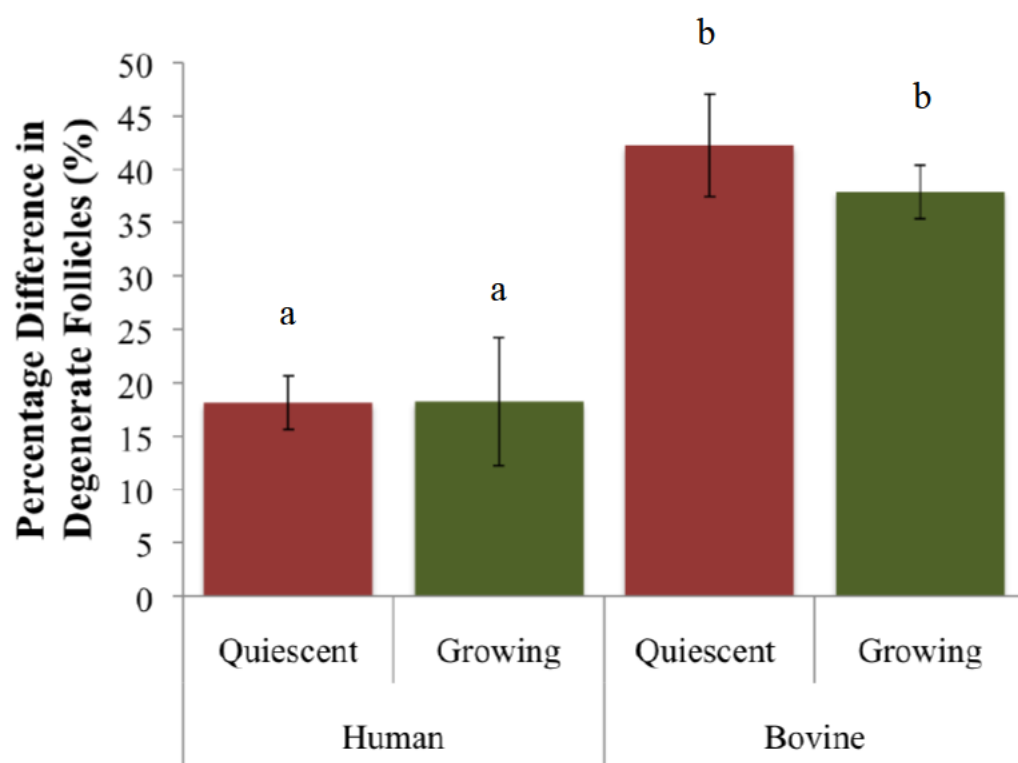 Percentage Difference in
Degenerate Follicles (%)
50
45
40
35
30
25
20
15
10
5
0
a
a
b
b
Quiescent
Growing
Quiescent
Growing
Human
Bovine